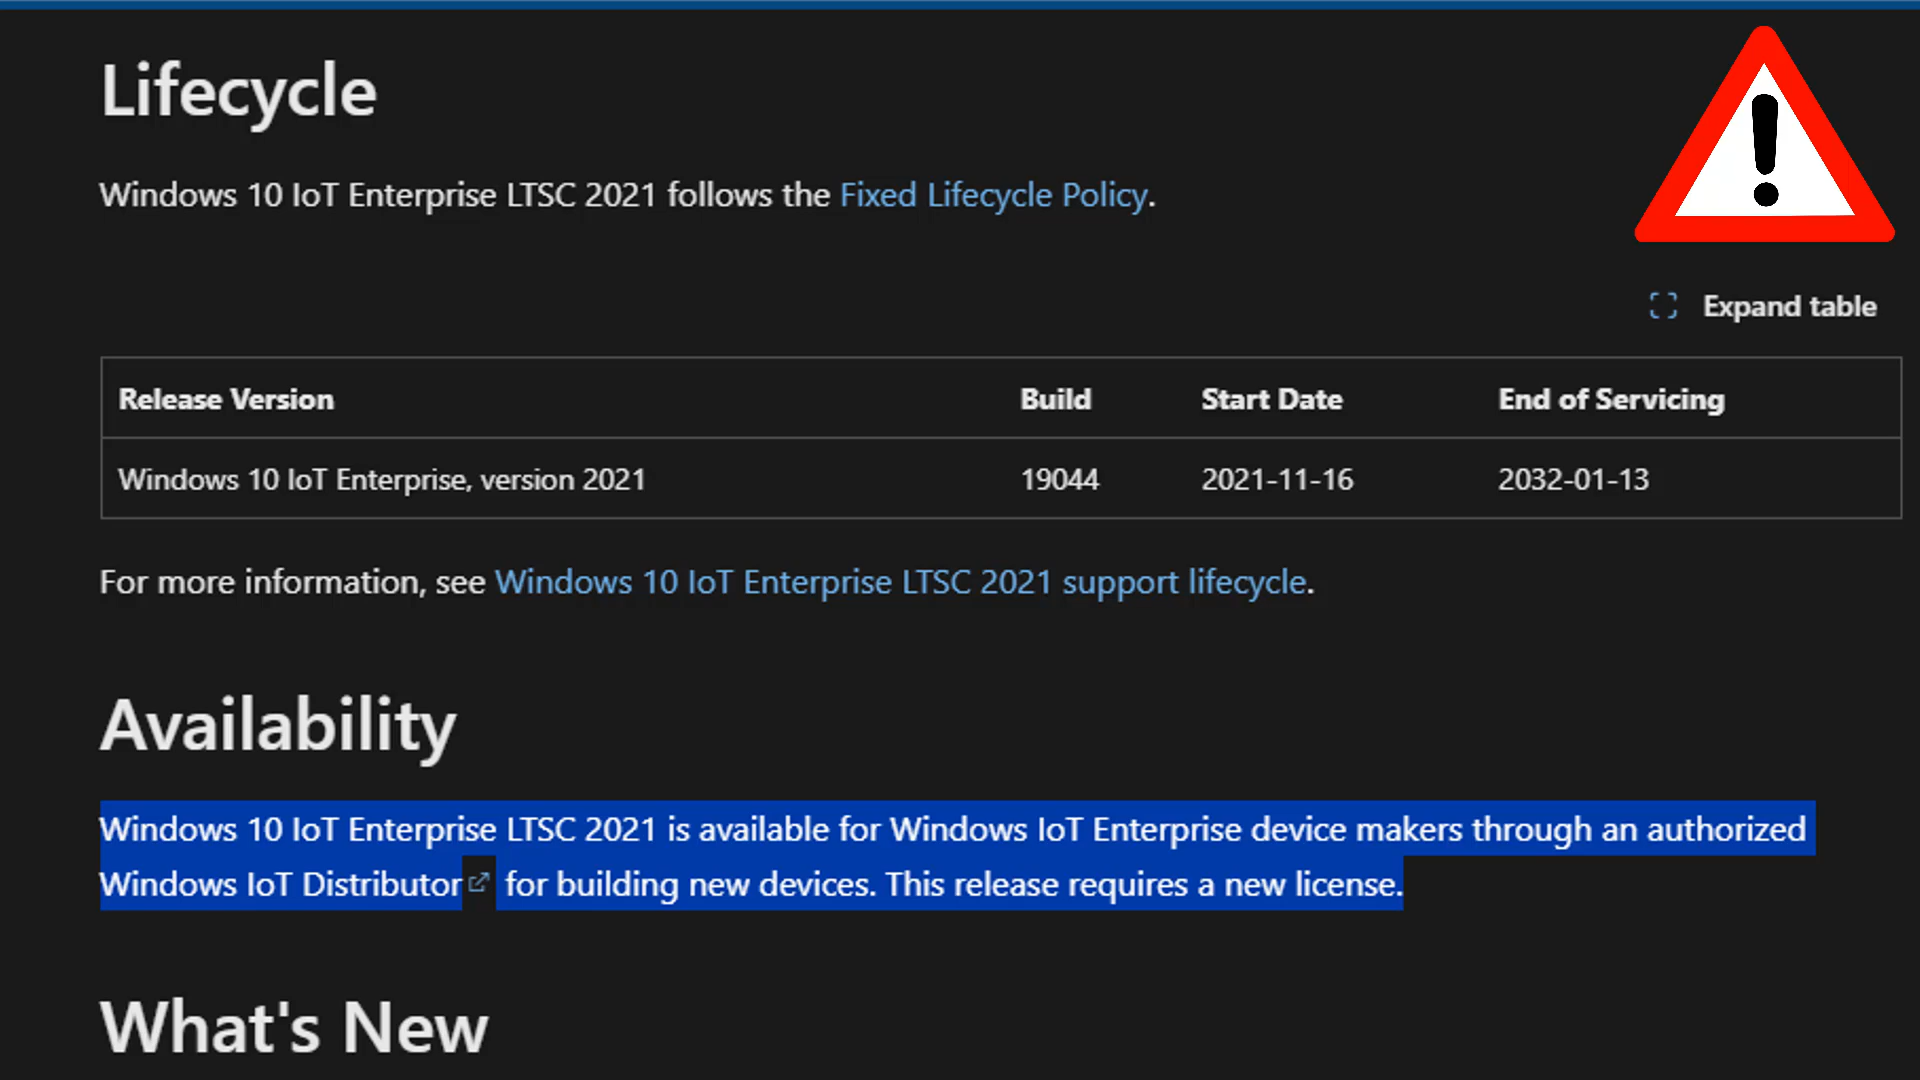 Lifecycle
Windows 10 IoT Enterprise LTSC 2021 follows the Fixed Lifecycle Policy.
Expand table
Release Version Build Start Date End of Servicing
Windows 10 IoT Enterprise, version 2021 19044 2021-11-16 2032-01-13
For more information, see Windows 10 IoT Enterprise LTSC 2021 support lifecycle.
Availability
Windows 10 IoT Enterprise LTSC 2021 is available for Windows IoT Enterprise device makers through an authorized
Windows IoT Distributor for building new devices. This release requires a new license.
What's New